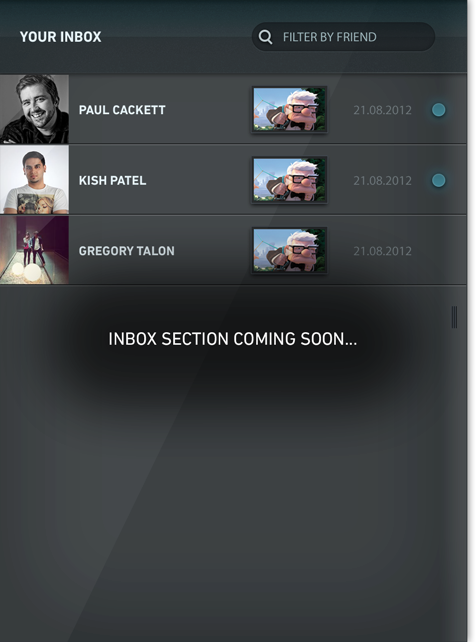 YOUR INBOX
FILTER BY FRIEND
PAUL CACKETT
21.08.2012
KISH PATEL
21.08.2012
GREGORY TALON
21.08.2012
INBOX SECTION COMING SOON...